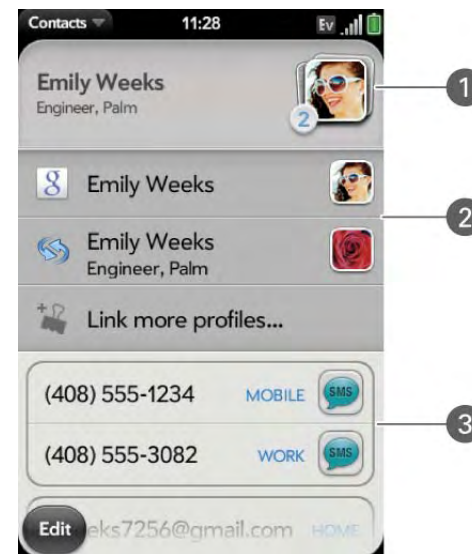 Contacts 11:28 Ev
Emily Weeks
Engineer, Palm
2
1
8 Emily Weeks
2
Emily Weeks
Engineer, Palm
Link more profiles...
(408) 555-1234 MOBILE SMS
3
(408) 555-3082 WORK SMS
Edit eks7256@gmail.com HOME